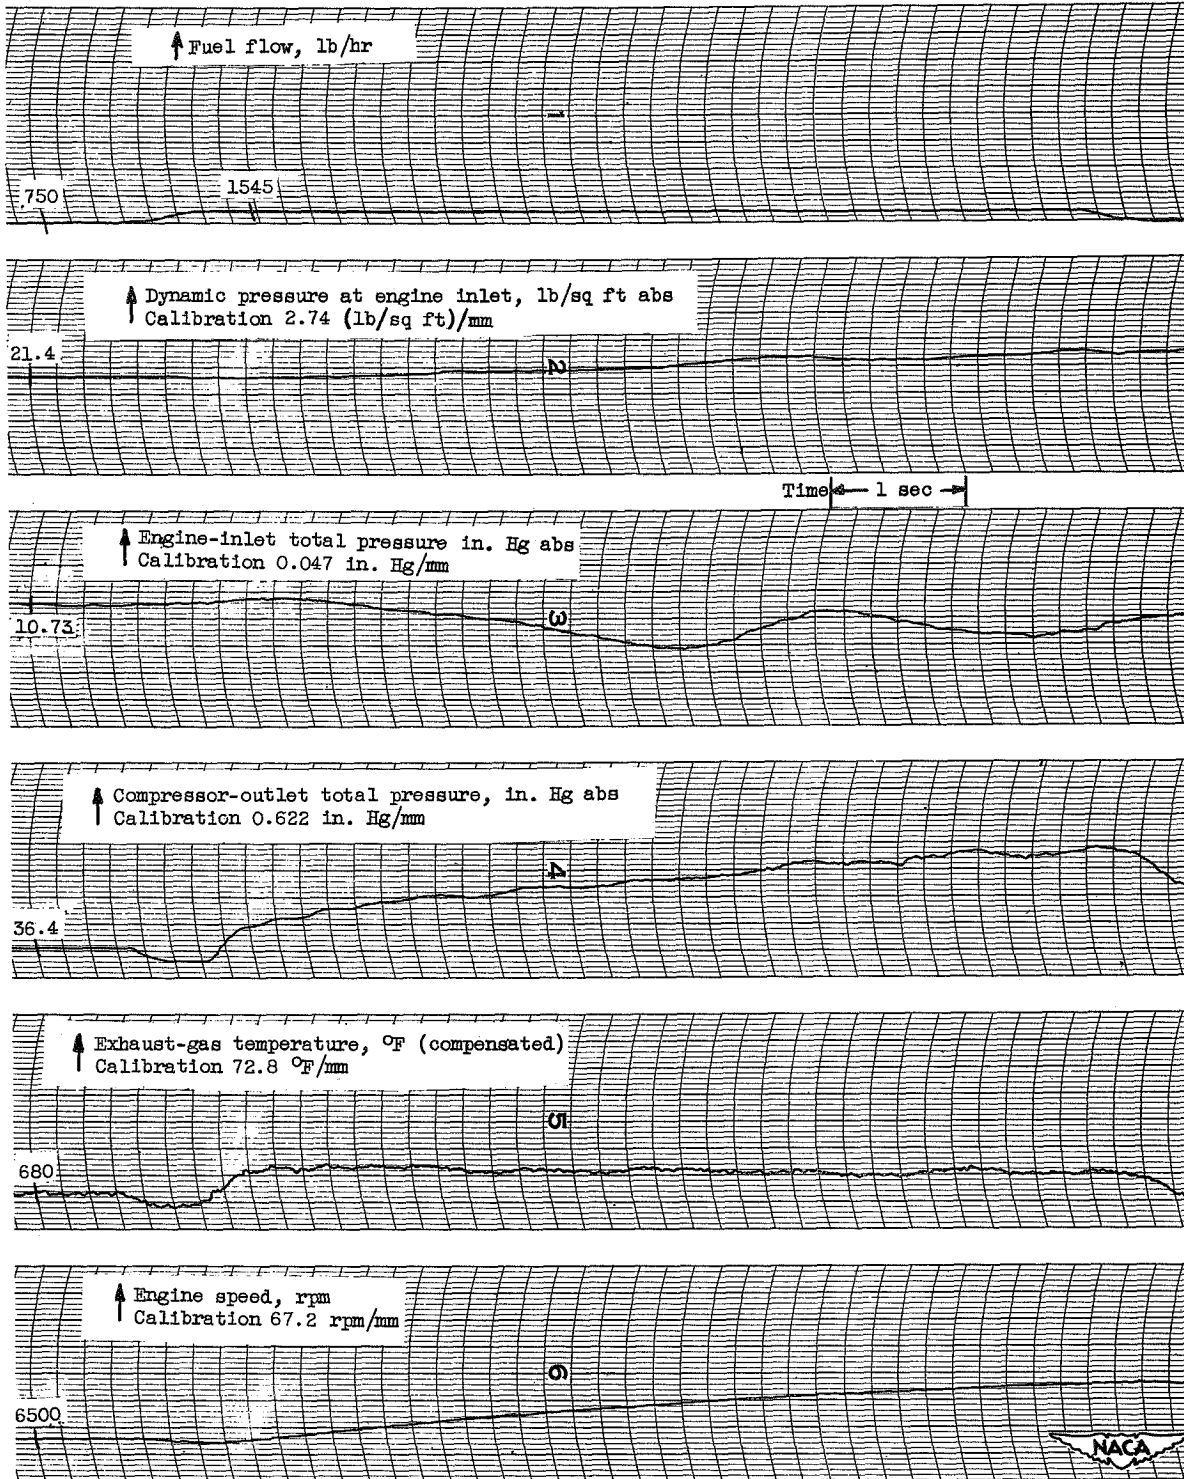 Fuel flow, lb/hr
1
750
1545
Dynamic pressure at engine inlet, lb/sq ft abs
Calibration 2.74 (lb/sq ft)/mm
21.4
2
Time 1 sec
Engine-inlet total pressure in. Hg abs
Calibration 0.047 in. Hg/mm
10.73
3
Compressor-outlet total pressure, in. Hg abs
Calibration 0.622 in. Hg/mm
4
36.4
Exhaust-gas temperature, °F (compensated)
Calibration 72.8 °F/mm
5
680
Engine speed, rpm
Calibration 67.2 rpm/mm
6
6500
NACA